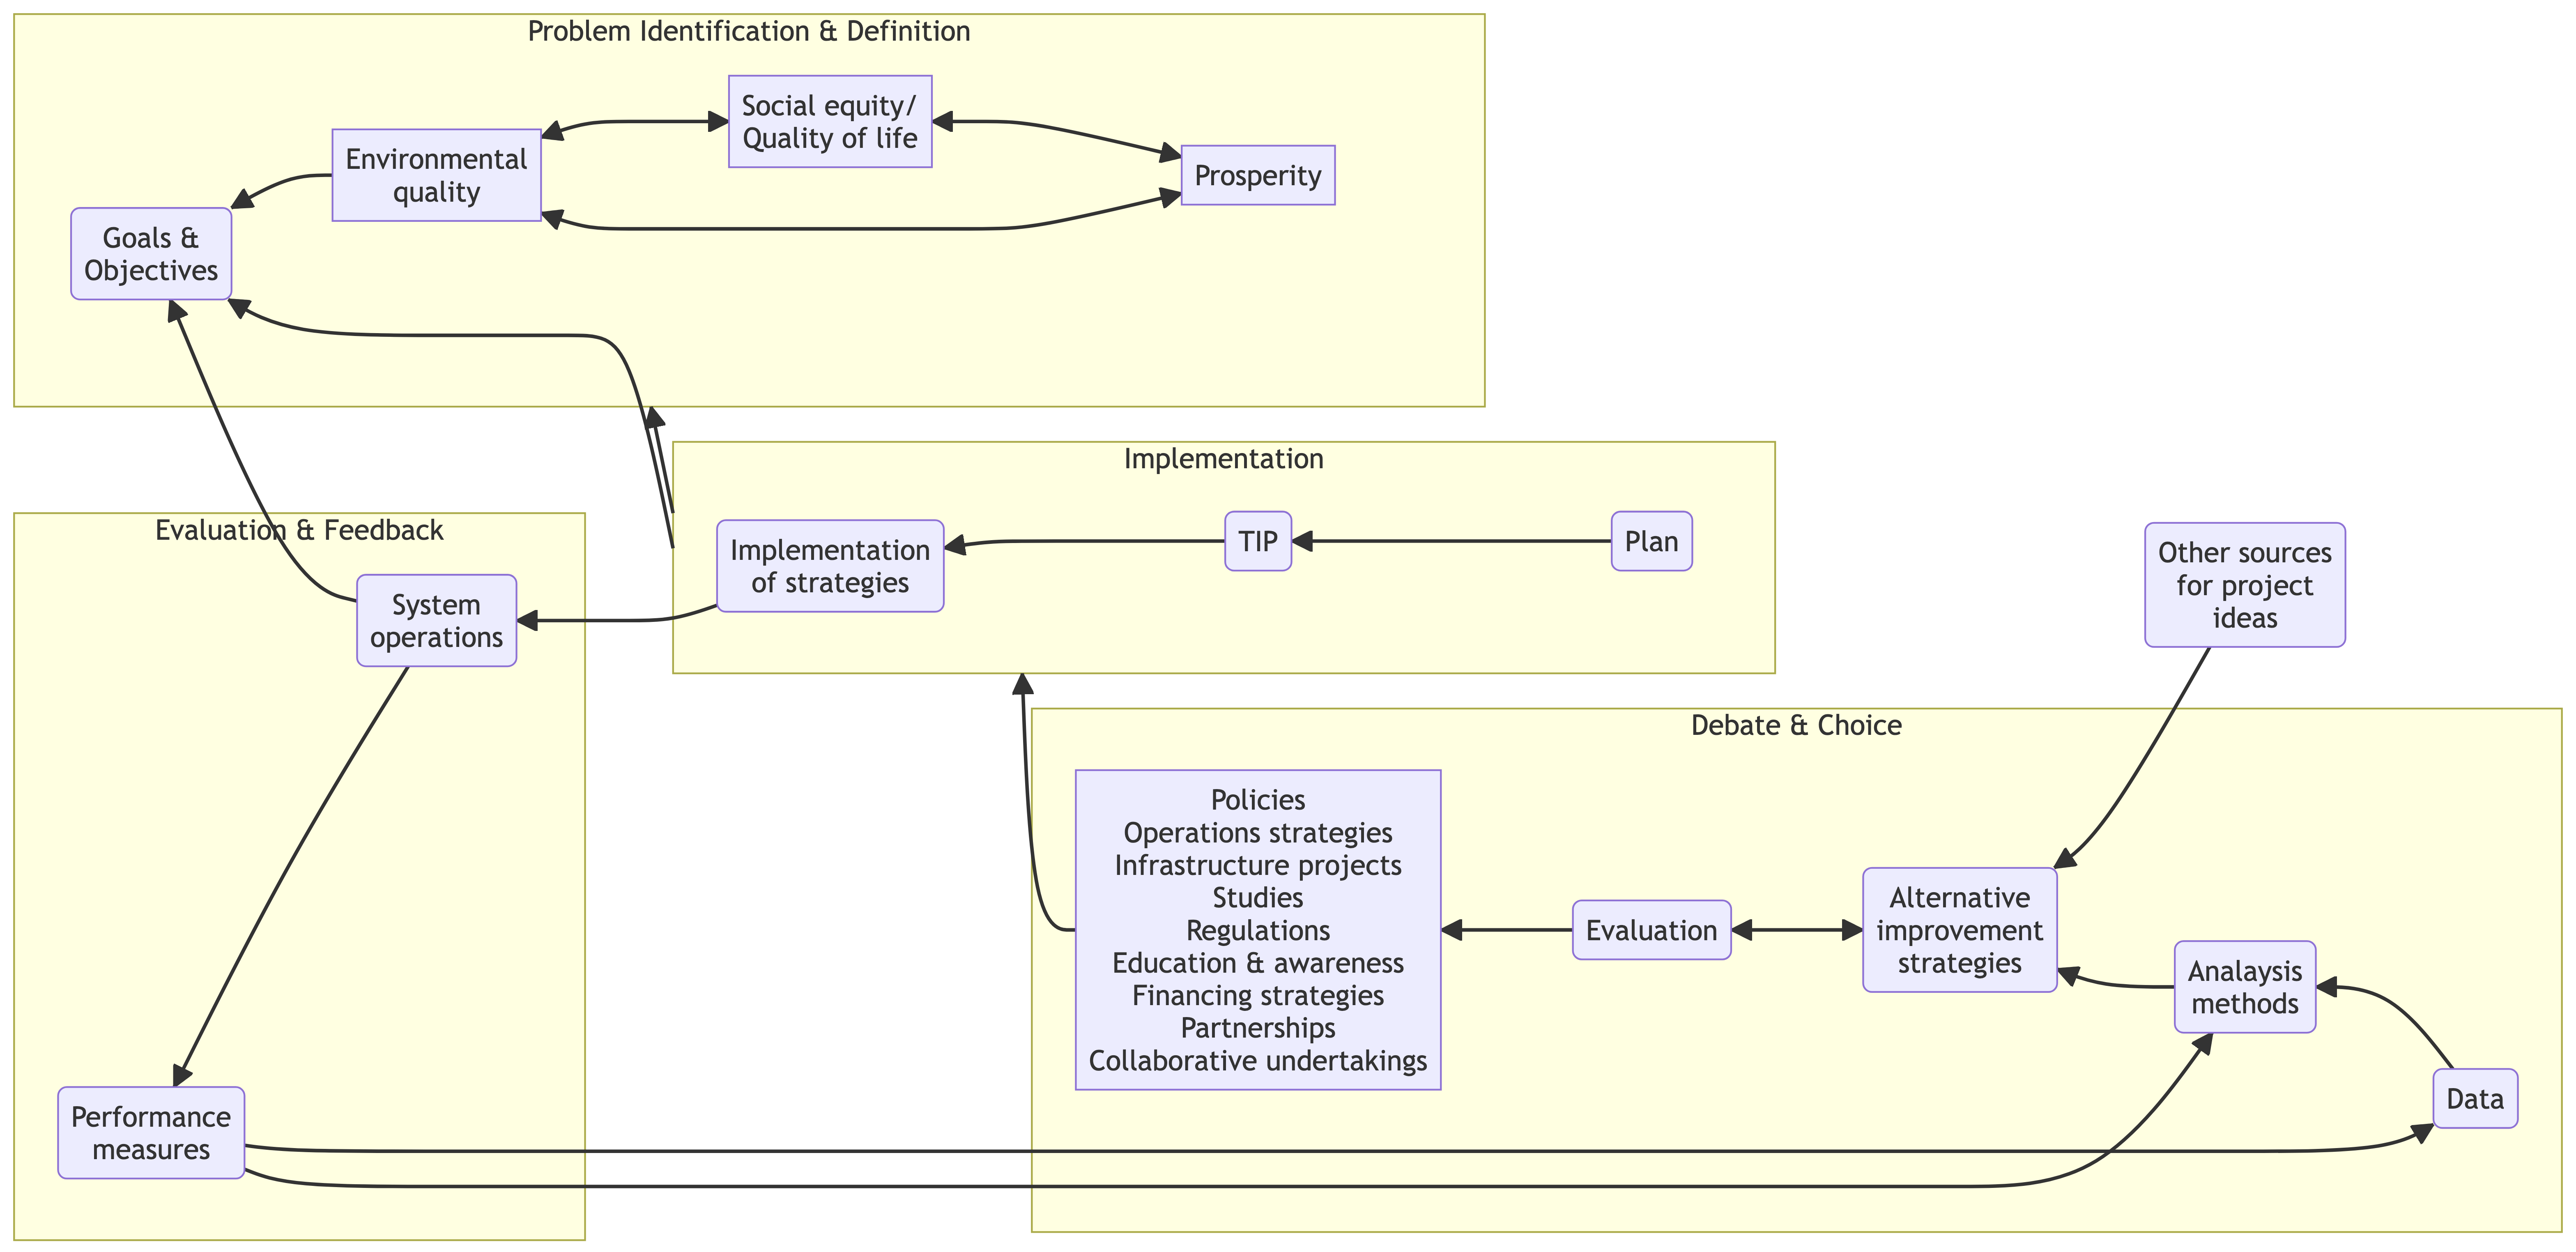 Problem Identification & Definition
Social equity/
Quality of life
Environmental
quality
Prosperity
Goals &
Objectives
Implementation
Implementation
of strategies
TIP
Plan
Evaluation & Feedback
System
operations
Performance
measures
Other sources
for project
ideas
Debate & Choice
Policies
Operations strategies
Infrastructure projects
Studies
Regulations
Education & awareness
Financing strategies
Partnerships
Collaborative undertakings
Evaluation
Alternative
improvement
strategies
Analaysis
methods
Data